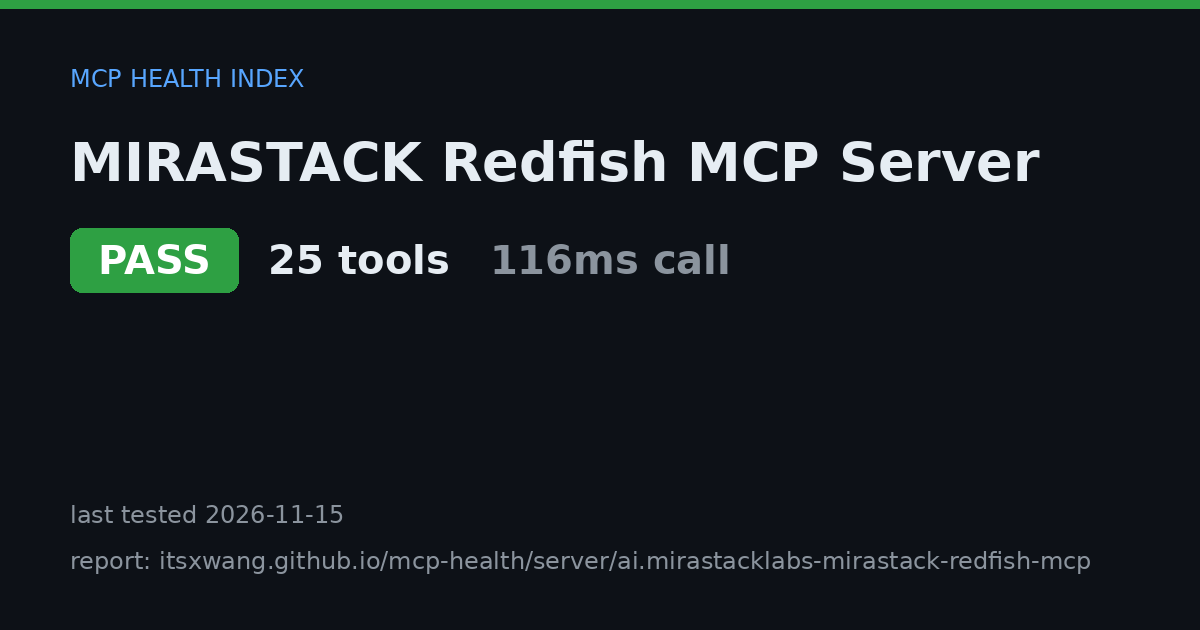 MCP HEALTH INDEX
MIRASTACK Redfish MCP Server
PASS 25 tools 116ms call
last tested 2026-11-15
report: itsxwang.github.io/mcp-health/server/ai.mirastacklabs-mirastack-redfish-mcp